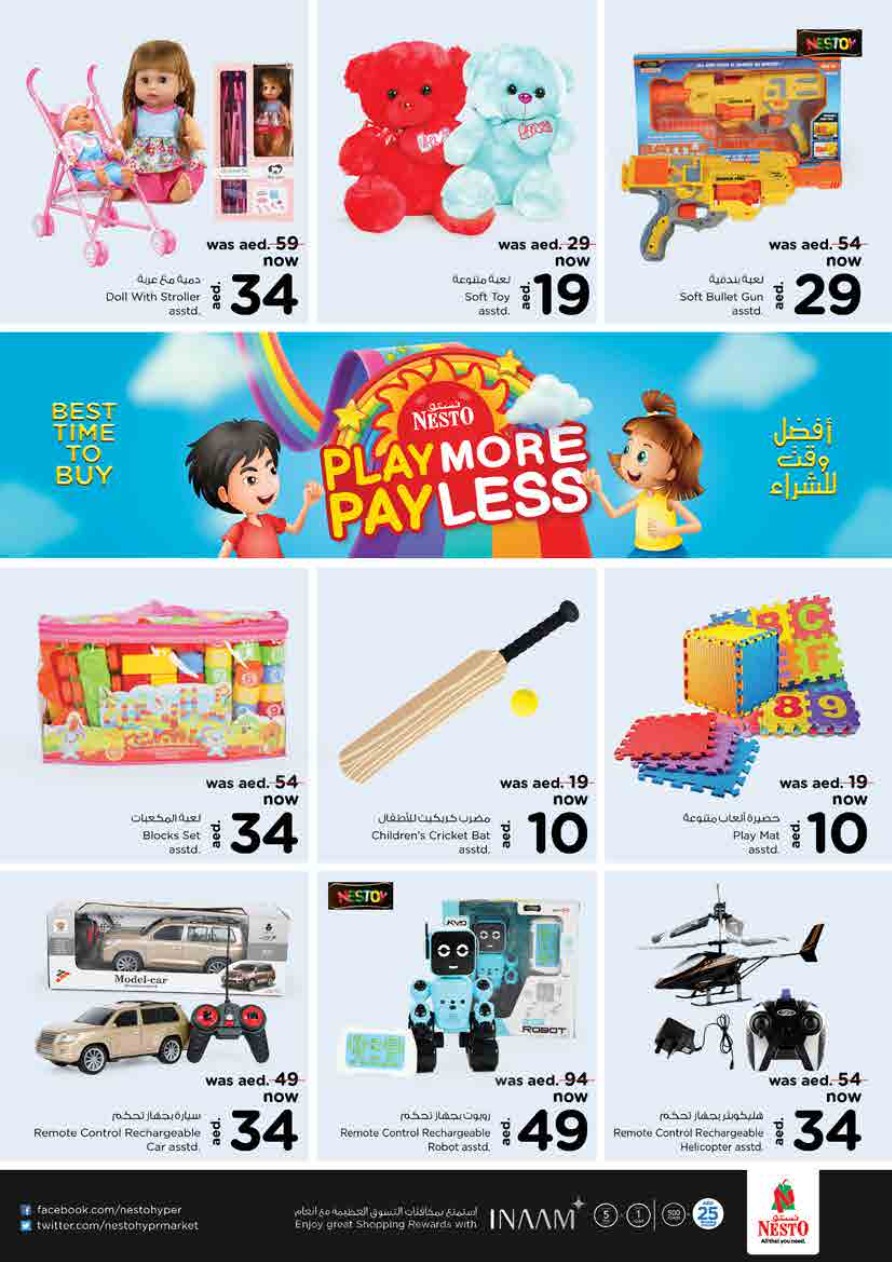 NESTOY
was aed. 59
now
دمية مع عربة
Doll With Stroller
asstd.
aed. 34
was aed. 29
now
لعبة متنوعة
Soft Toy
asstd.
aed. 19
was aed. 54
now
لعبة بندقية
Soft Bullet Gun
asstd.
aed. 29
BEST
TIME
TO
BUY
نستو
NESTO
PLAY MORE
PAY LESS
أفضل
وقت
للشراء
was aed. 54
now
لعبة المكعبات
Blocks Set
asstd.
aed. 34
was aed. 19
now
مضرب كريكيت للأطفال
Children's Cricket Bat
asstd.
aed. 10
B C
F
8 9
was aed. 19
now
حصيرة ألعاب متنوعة
Play Mat
asstd.
aed. 10
Model-car
was aed. 49
now
سيارة بجهاز تحكم
Remote Control Rechargeable
Car asstd.
aed. 34
NESTOY
ROBOT
was aed. 94
now
روبوت بجهاز تحكم
Remote Control Rechargeable
Robot asstd.
aed. 49
was aed. 54
now
هليكوبتر بجهاز تحكم
Remote Control Rechargeable
Helicopter asstd.
aed. 34
facebook.com/nestohyper
twitter.com/nestohyprmarket
إستمتع بمكافئات التسوق العظيمة مع انعام
Enjoy great Shopping Rewards with
INAAM
5
1
500
25
نستو
NESTO
All that you need.